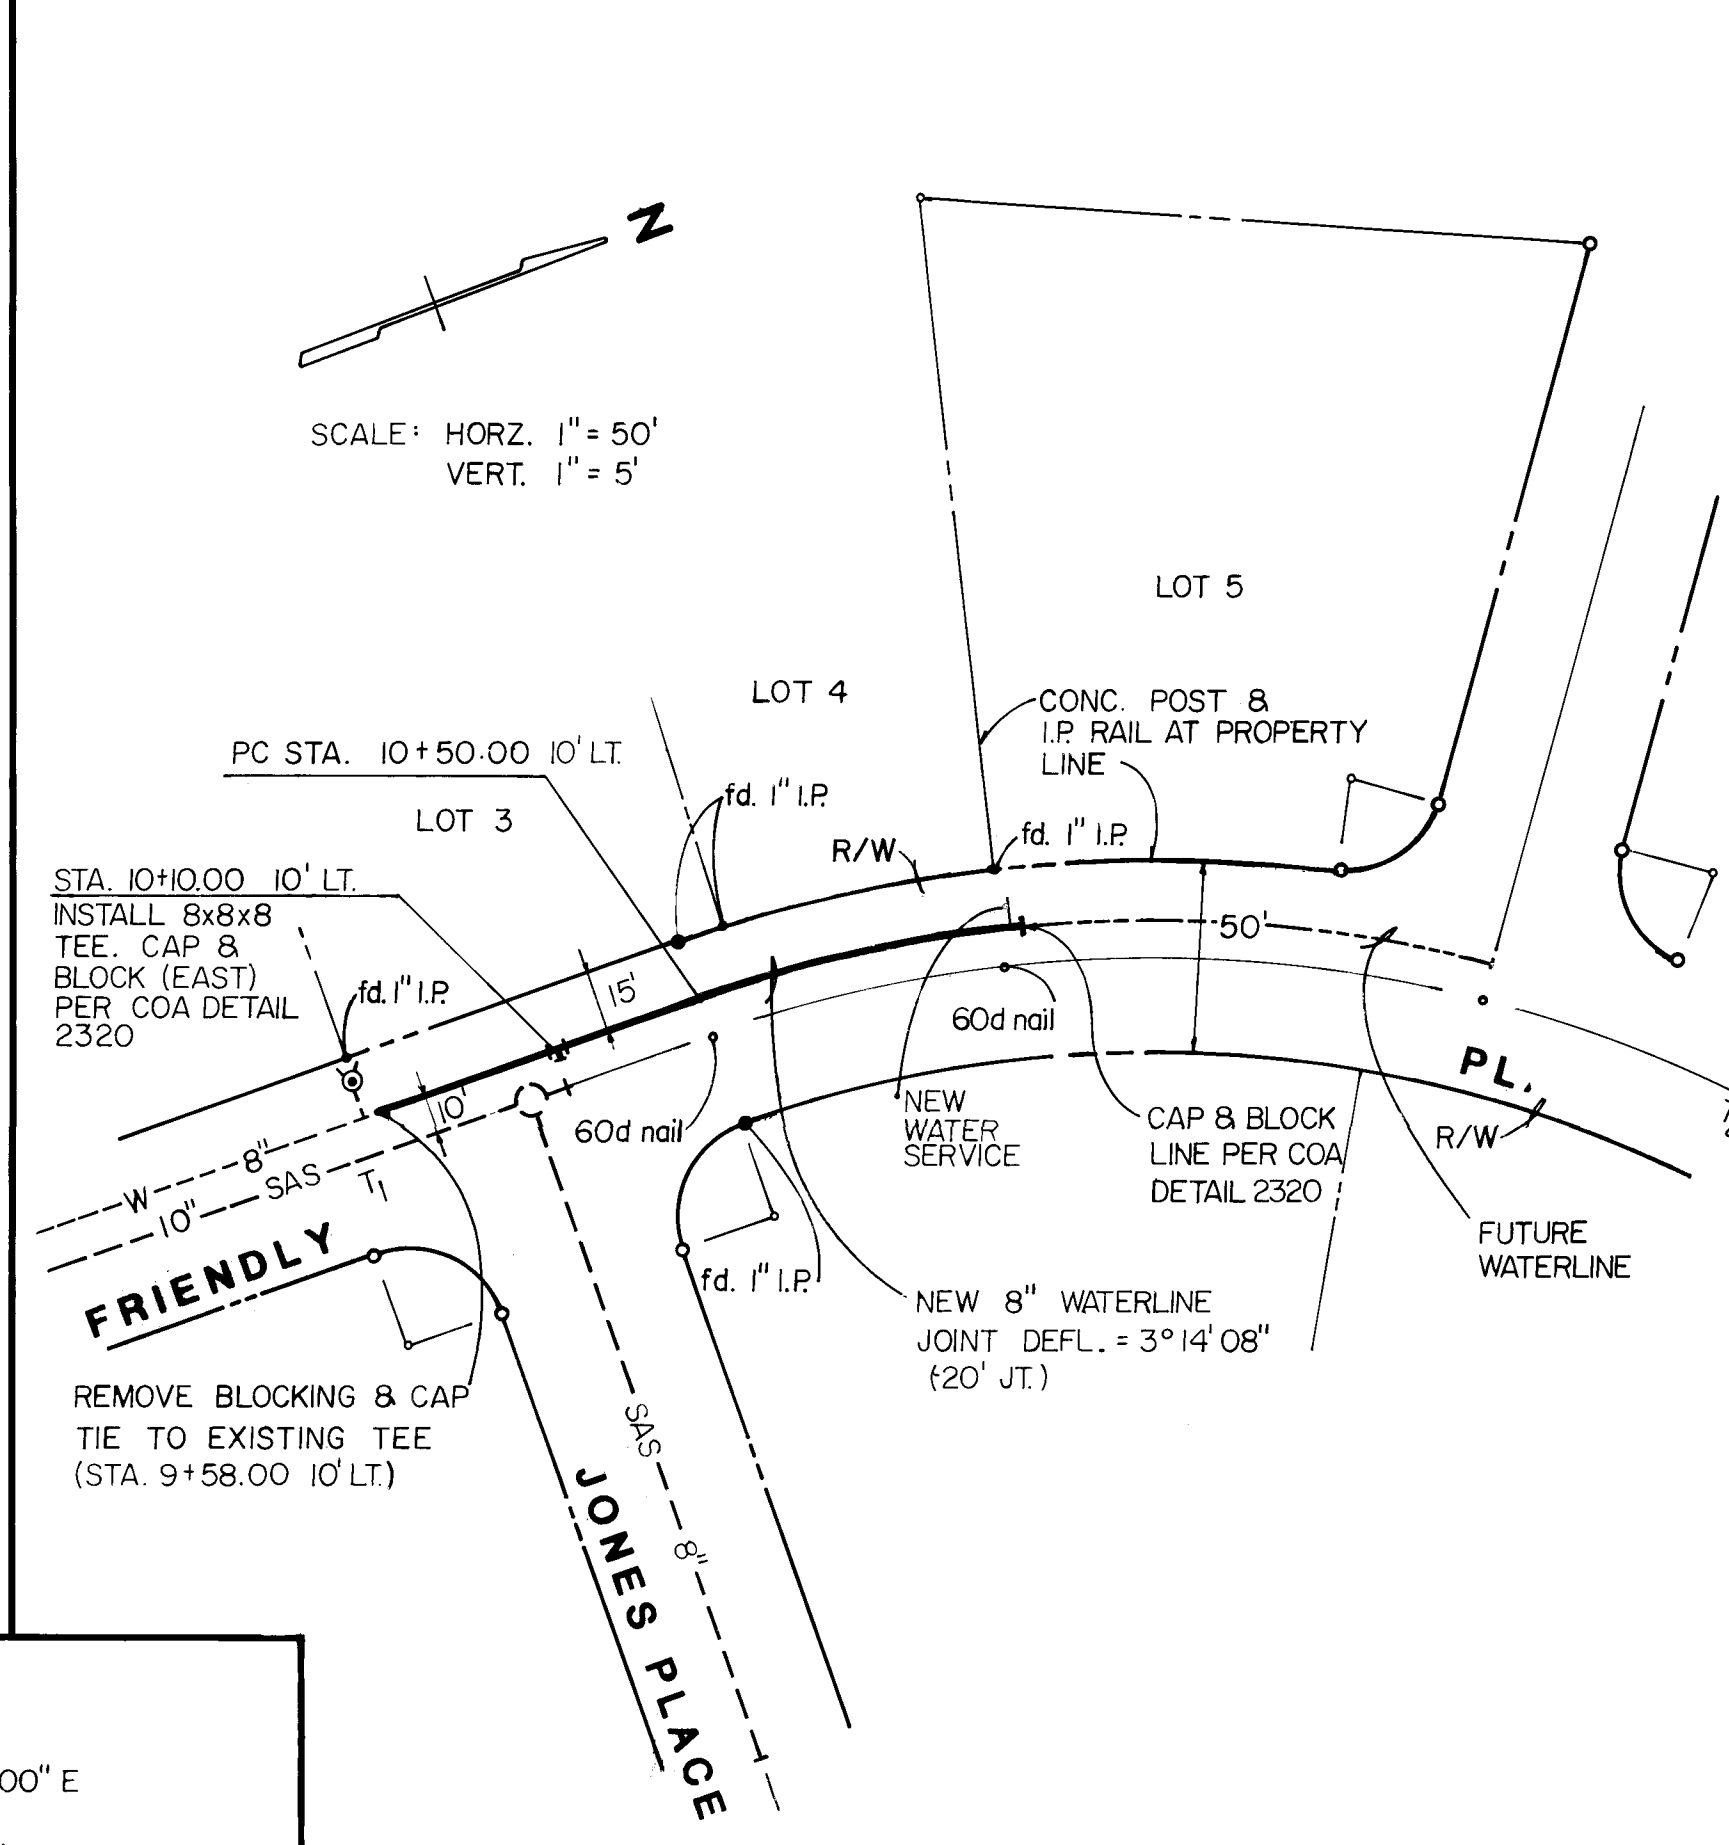 N
SCALE: HORZ. 1" = 50'
VERT. 1" = 5'
LOT 5
LOT 4
CONC. POST &
I.P. RAIL AT PROPERTY
LINE
PC STA. 10+50.00 10' LT.
fd. 1" I.P.
LOT 3
fd. 1" I.P.
R/W
STA. 10+10.00 10' LT.
INSTALL 8x8x8
TEE. CAP &
BLOCK (EAST)
PER COA DETAIL
2320
fd. 1" I.P.
15'
50'
60d nail
10'
60d nail
PL.
NEW
WATER
SERVICE
CAP & BLOCK
LINE PER COA
DETAIL 2320
R/W
W 8"
10" SAS
T1
FRIENDLY
FUTURE
WATERLINE
fd. 1" I.P.
NEW 8" WATERLINE
JOINT DEFL. = 3°14'08"
(20' JT.)
REMOVE BLOCKING & CAP
TIE TO EXISTING TEE
(STA. 9+58.00 10' LT.)
SAS 8"
JONES PLACE
00" E